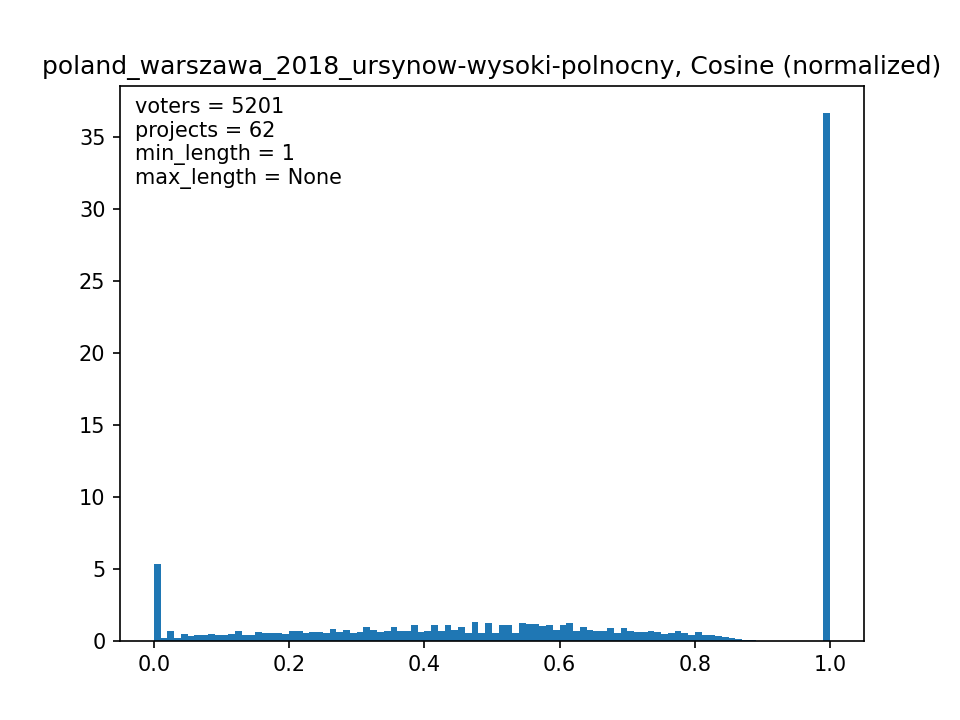 poland_warszawa_2018_ursynow-wysoki-polnocny, Cosine (normalized)
voters = 5201
projects = 62
min_length = 1
max_length = None
35
30
25
20
15
10
5
0
0.0 0.2 0.4 0.6 0.8 1.0